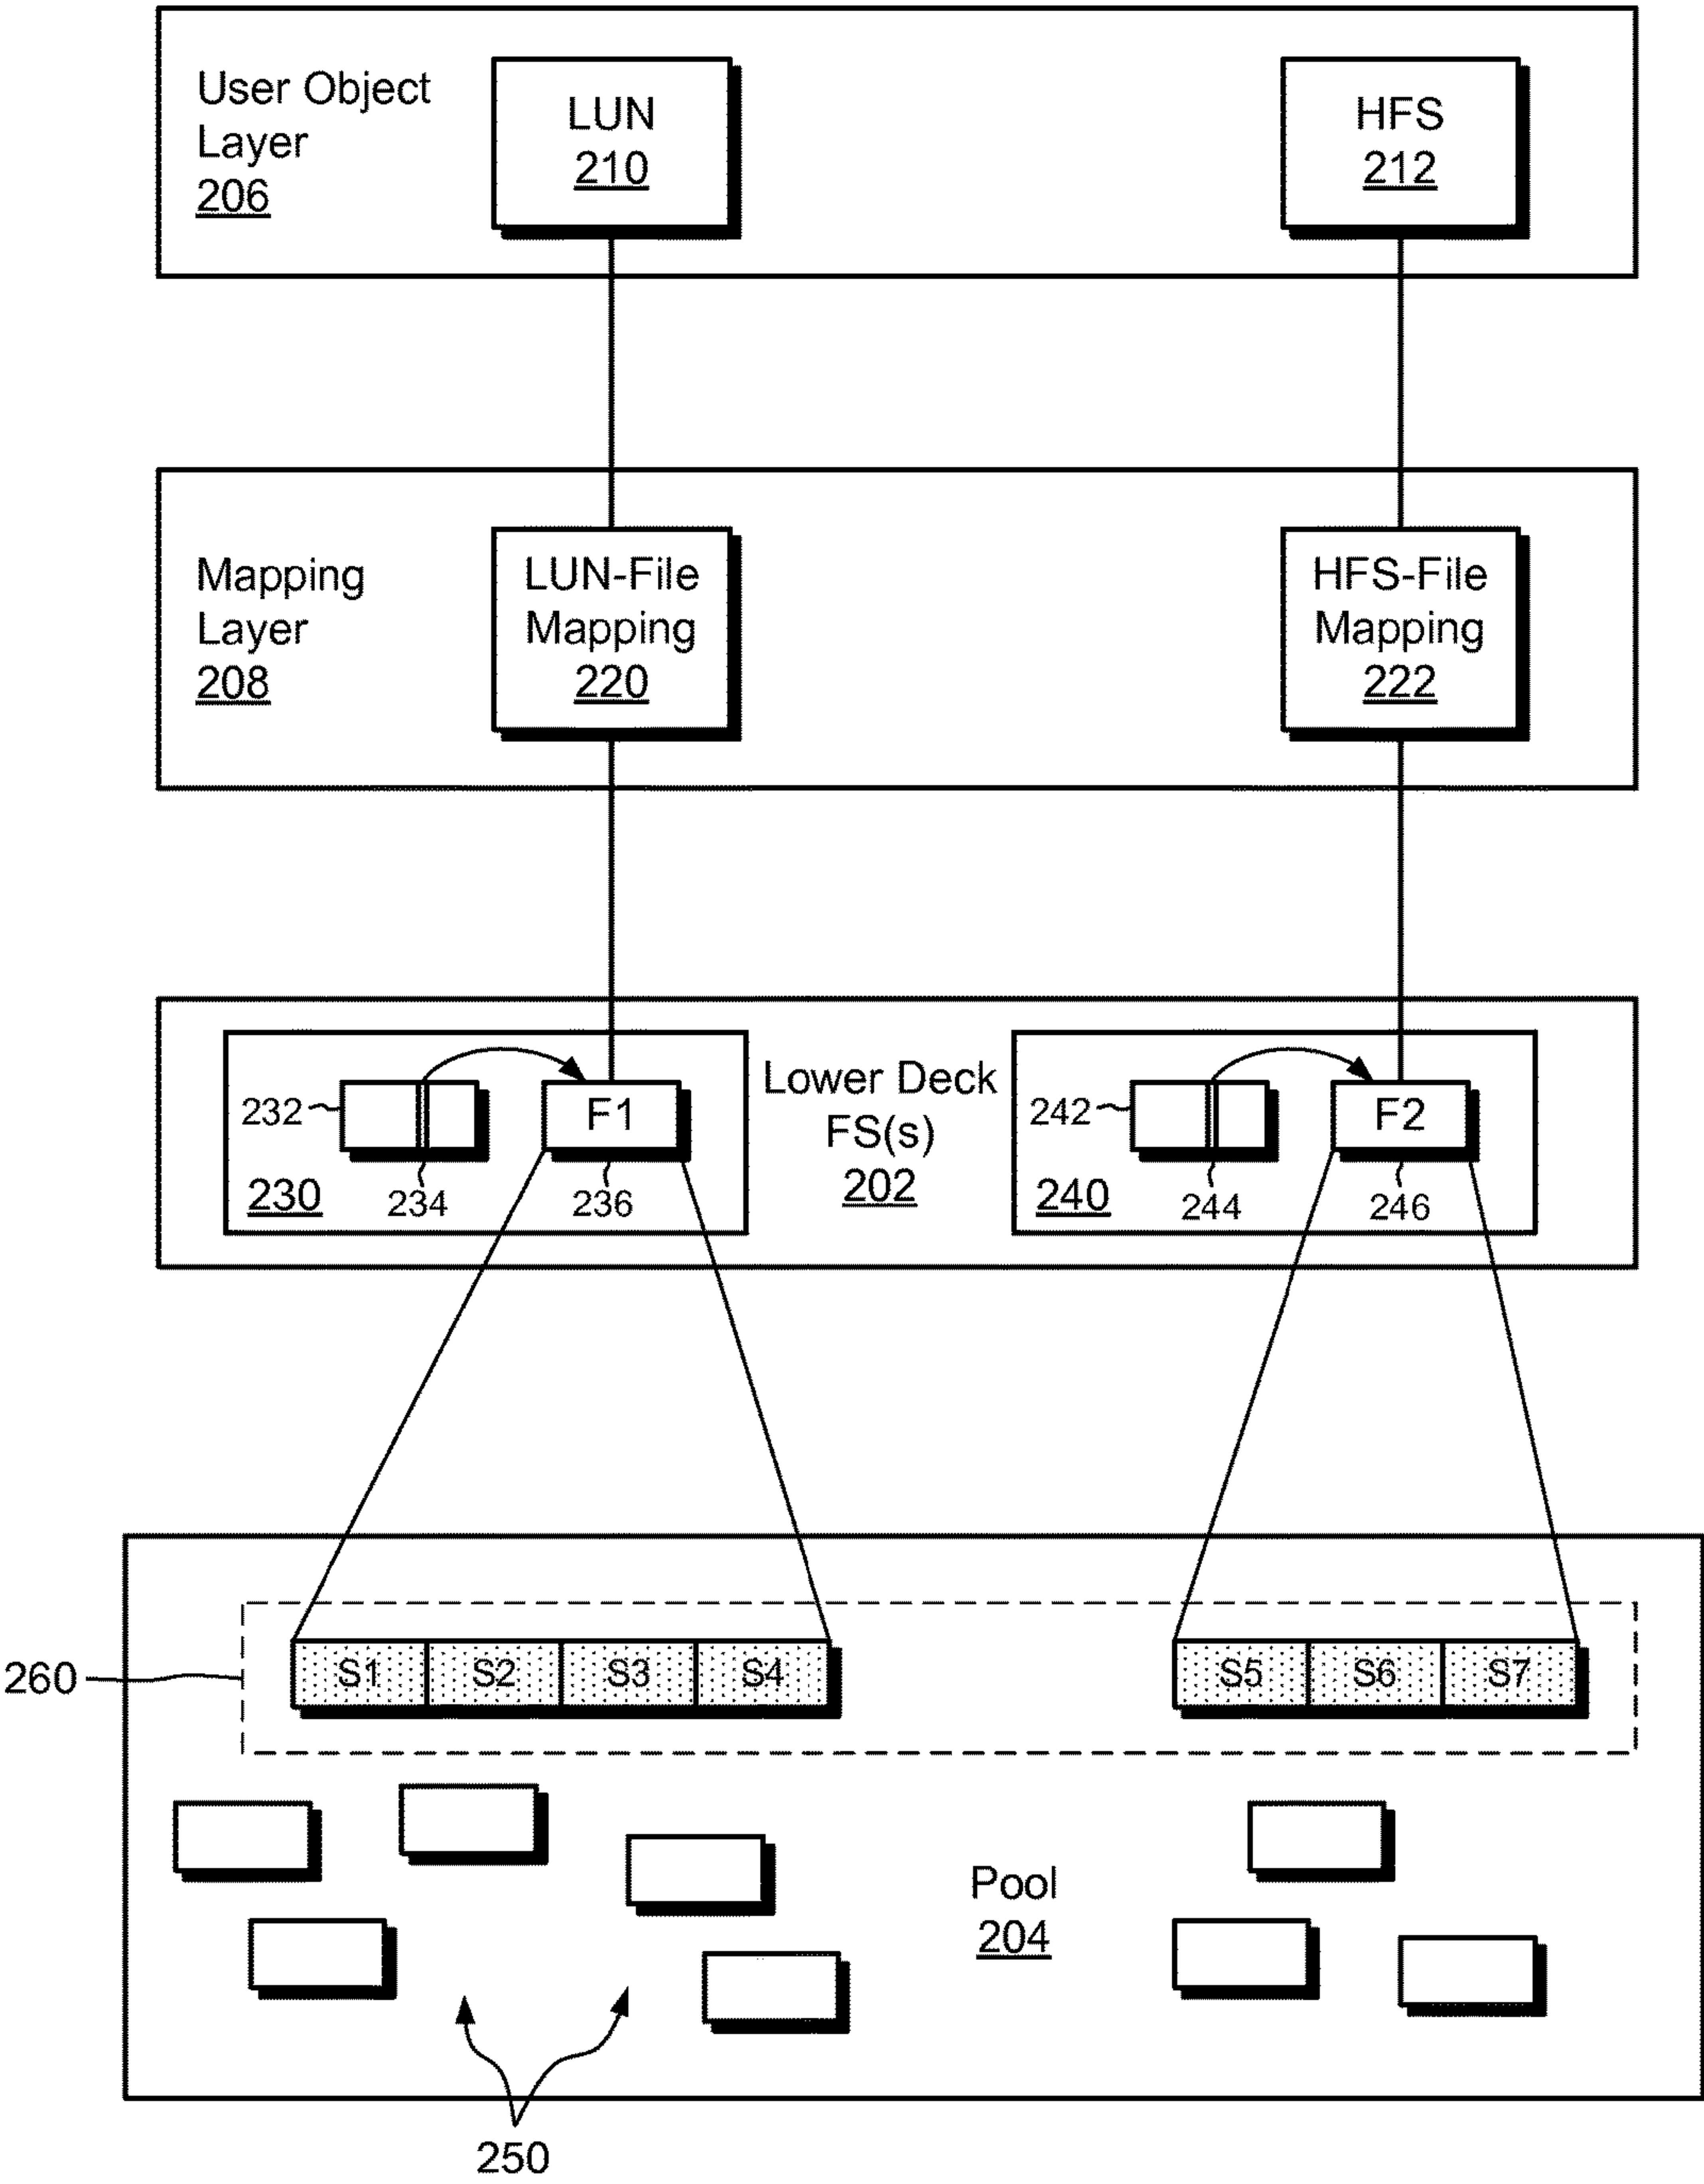 User Object
Layer
206
LUN
210
HFS
212
Mapping
Layer
208
LUN-File
Mapping
220
HFS-File
Mapping
222
232
234
F1
236
230
Lower Deck
FS(s)
202
242
244
F2
246
240
260
S1
S2
S3
S4
S5
S6
S7
Pool
204
250